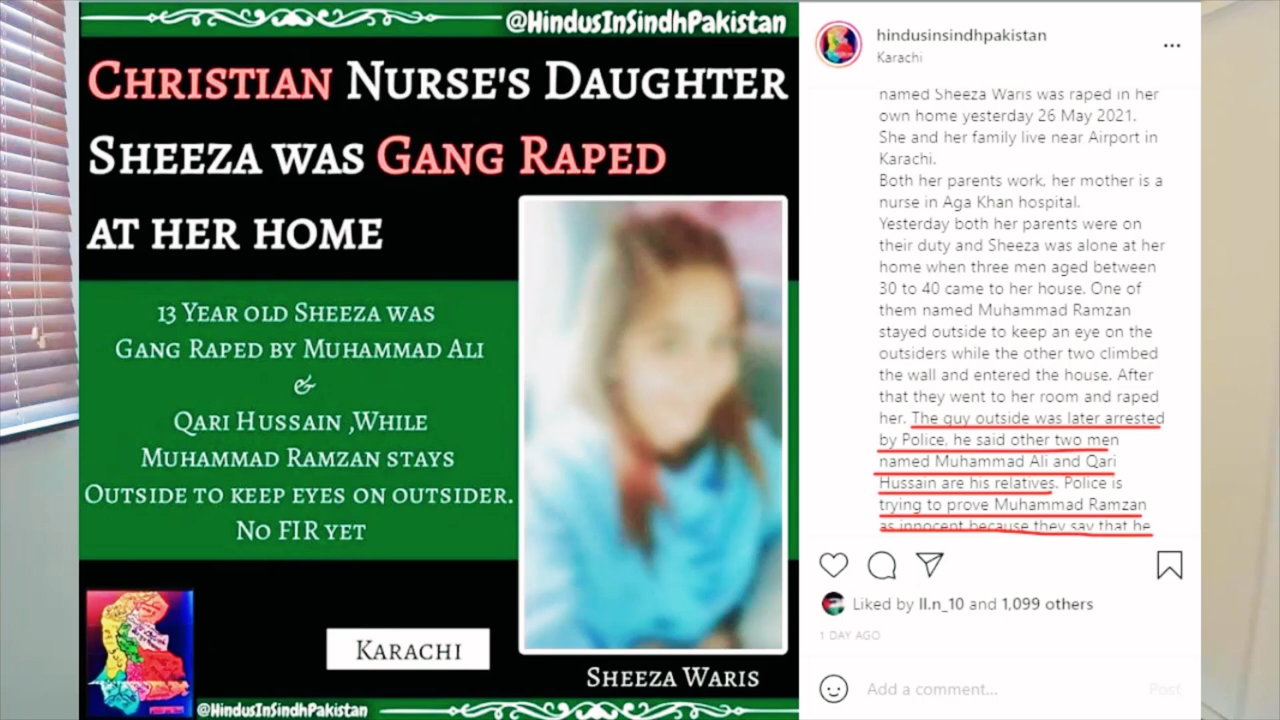 @HindusInSindhPakistan
Christian Nurse's Daughter
Sheeza was Gang Raped
at her home
13 Year old Sheeza was
Gang Raped by Muhammad Ali
&
Qari Hussain ,While
Muhammad Ramzan stays
Outside to keep eyes on outsider.
No FIR yet
Karachi
Sheeza Waris
@HindusInSindhPakistan
hindusinsindhpakistan
Karachi
named Sheeza Waris was raped in her
own home yesterday 26 May 2021.
She and her family live near Airport in
Karachi.
Both her parents work, her mother is a
nurse in Aga Khan hospital.
Yesterday both her parents were on
their duty and Sheeza was alone at her
home when three men aged between
30 to 40 came to her house. One of
them named Muhammad Ramzan
stayed outside to keep an eye on the
outsiders while the other two climbed
the wall and entered the house. After
that they went to her room and raped
her. The guy outside was later arrested
by Police, he said other two men
named Muhammad Ali and Qari
Hussain are his relatives. Police is
trying to prove Muhammad Ramzan
as innocent because they say that he
Liked by ll.n_10 and 1,099 others
1 DAY AGO
Add a comment...
Post